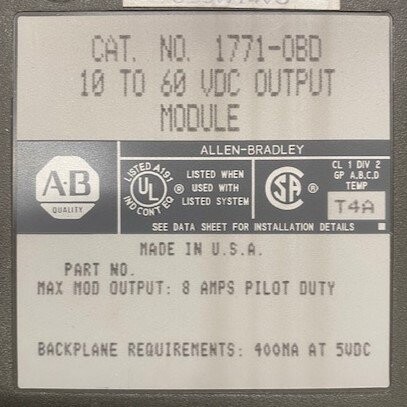 CAT. NO. 1771-OBD
10 TO 60 VDC OUTPUT
MODULE
ALLEN-BRADLEY
A-B
QUALITY
LISTED A191
UL
IND CONT EQ
®
LISTED WHEN
USED WITH
LISTED SYSTEM
SA
®
CL 1 DIV 2
GP A,B,C,D
TEMP
T4A
SEE DATA SHEET FOR INSTALLATION DETAILS
MADE IN U.S.A.
PART NO.
MAX MOD OUTPUT: 8 AMPS PILOT DUTY
BACKPLANE REQUIREMENTS: 400MA AT 5VDC